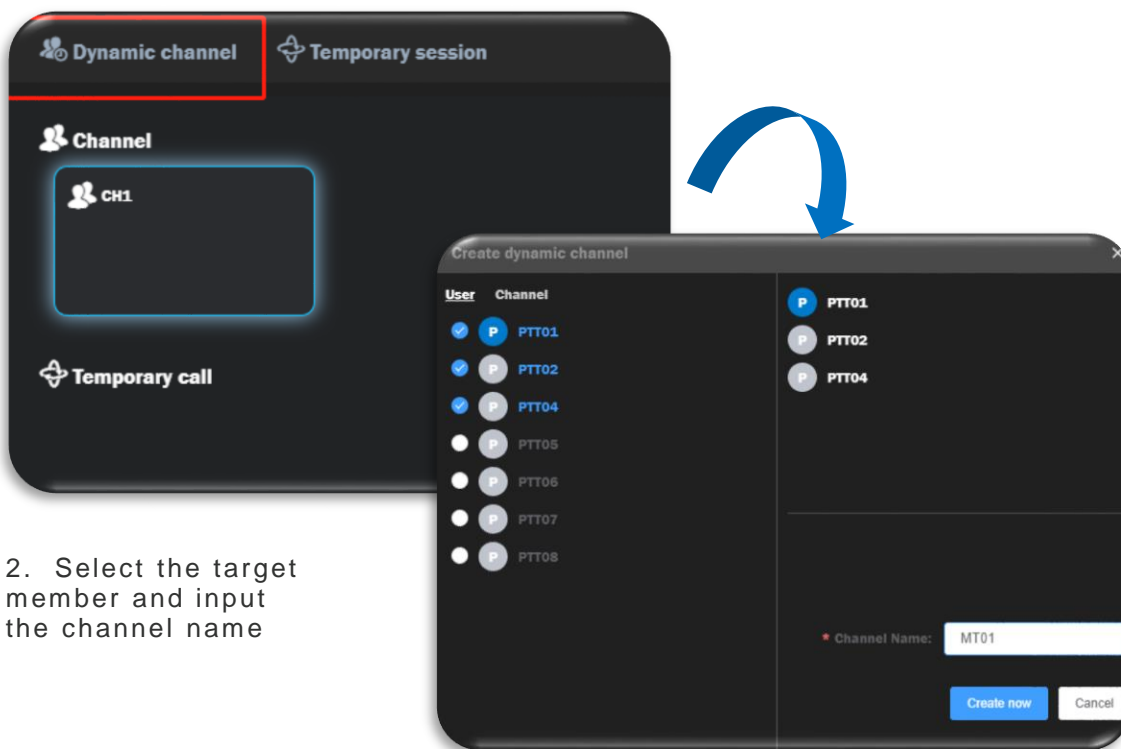 Dynamic channel Temporary session
Channel
CH1
Temporary call
Create dynamic channel ×
User Channel
P PTT01
P PTT02
P PTT04
P PTT05
P PTT06
P PTT07
P PTT08
P PTT01
P PTT02
P PTT04
* Channel Name: MT01
Create now Cancel
2. Select the target
member and input
the channel name